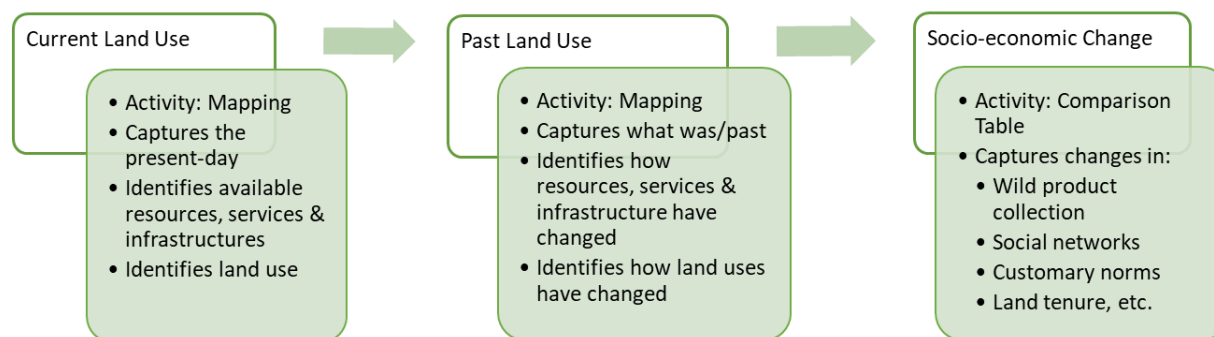 Current Land Use
• Activity: Mapping
• Captures the
present-day
• Identifies available
resources, services &
infrastructures
• Identifies land use
Past Land Use
• Activity: Mapping
• Captures what was/past
• Identifies how
resources, services &
infrastructure have
changed
• Identifies how land uses
have changed
Socio-economic Change
• Activity: Comparison
Table
• Captures changes in:
• Wild product
collection
• Social networks
• Customary norms
• Land tenure, etc.